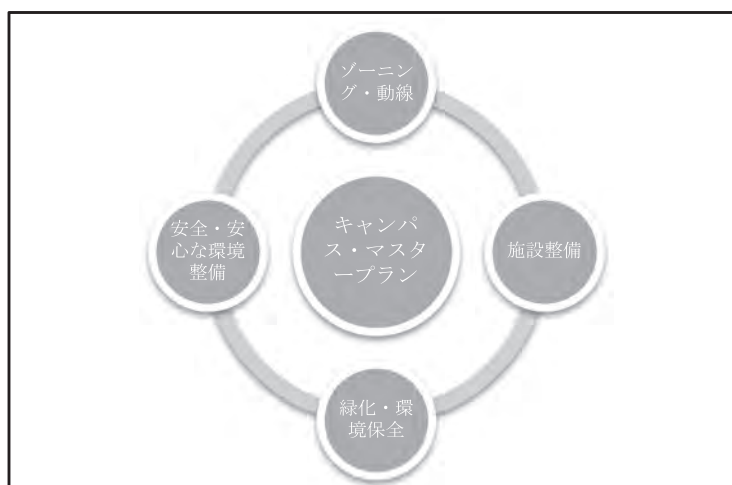 ゾーニン
グ・動線
安全・安
心な環境
整備
キャンパ
ス・マスタ
ープラン
施設整備
緑化・環
境保全